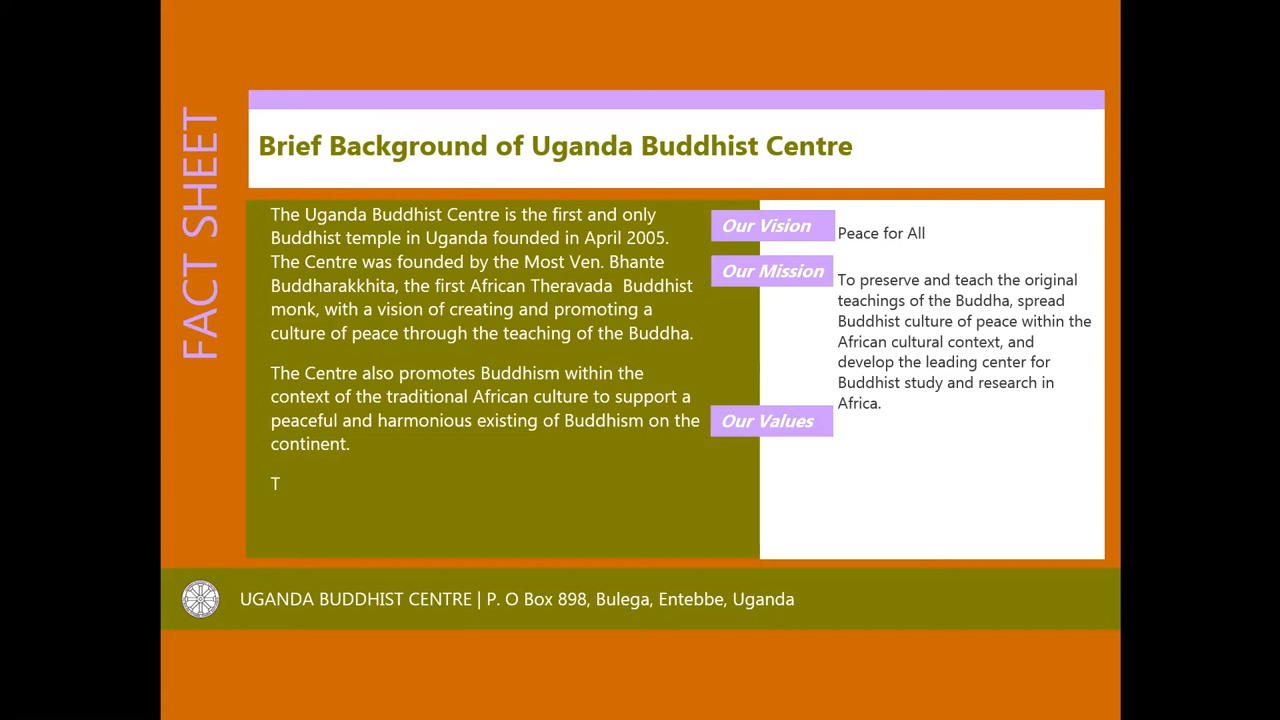 FACT SHEET
Brief Background of Uganda Buddhist Centre
The Uganda Buddhist Centre is the first and only
Buddhist temple in Uganda founded in April 2005.
The Centre was founded by the Most Ven. Bhante
Buddharakkhita, the first African Theravada  Buddhist
monk, with a vision of creating and promoting a
culture of peace through the teaching of the Buddha.
The Centre also promotes Buddhism within the
context of the traditional African culture to support a
peaceful and harmonious existing of Buddhism on the
continent.
T
Our Vision
Peace for All
Our Mission
To preserve and teach the original
teachings of the Buddha, spread
Buddhist culture of peace within the
African cultural context, and
develop the leading center for
Buddhist study and research in
Africa.
Our Values
UGANDA BUDDHIST CENTRE | P. O Box 898, Bulega, Entebbe, Uganda